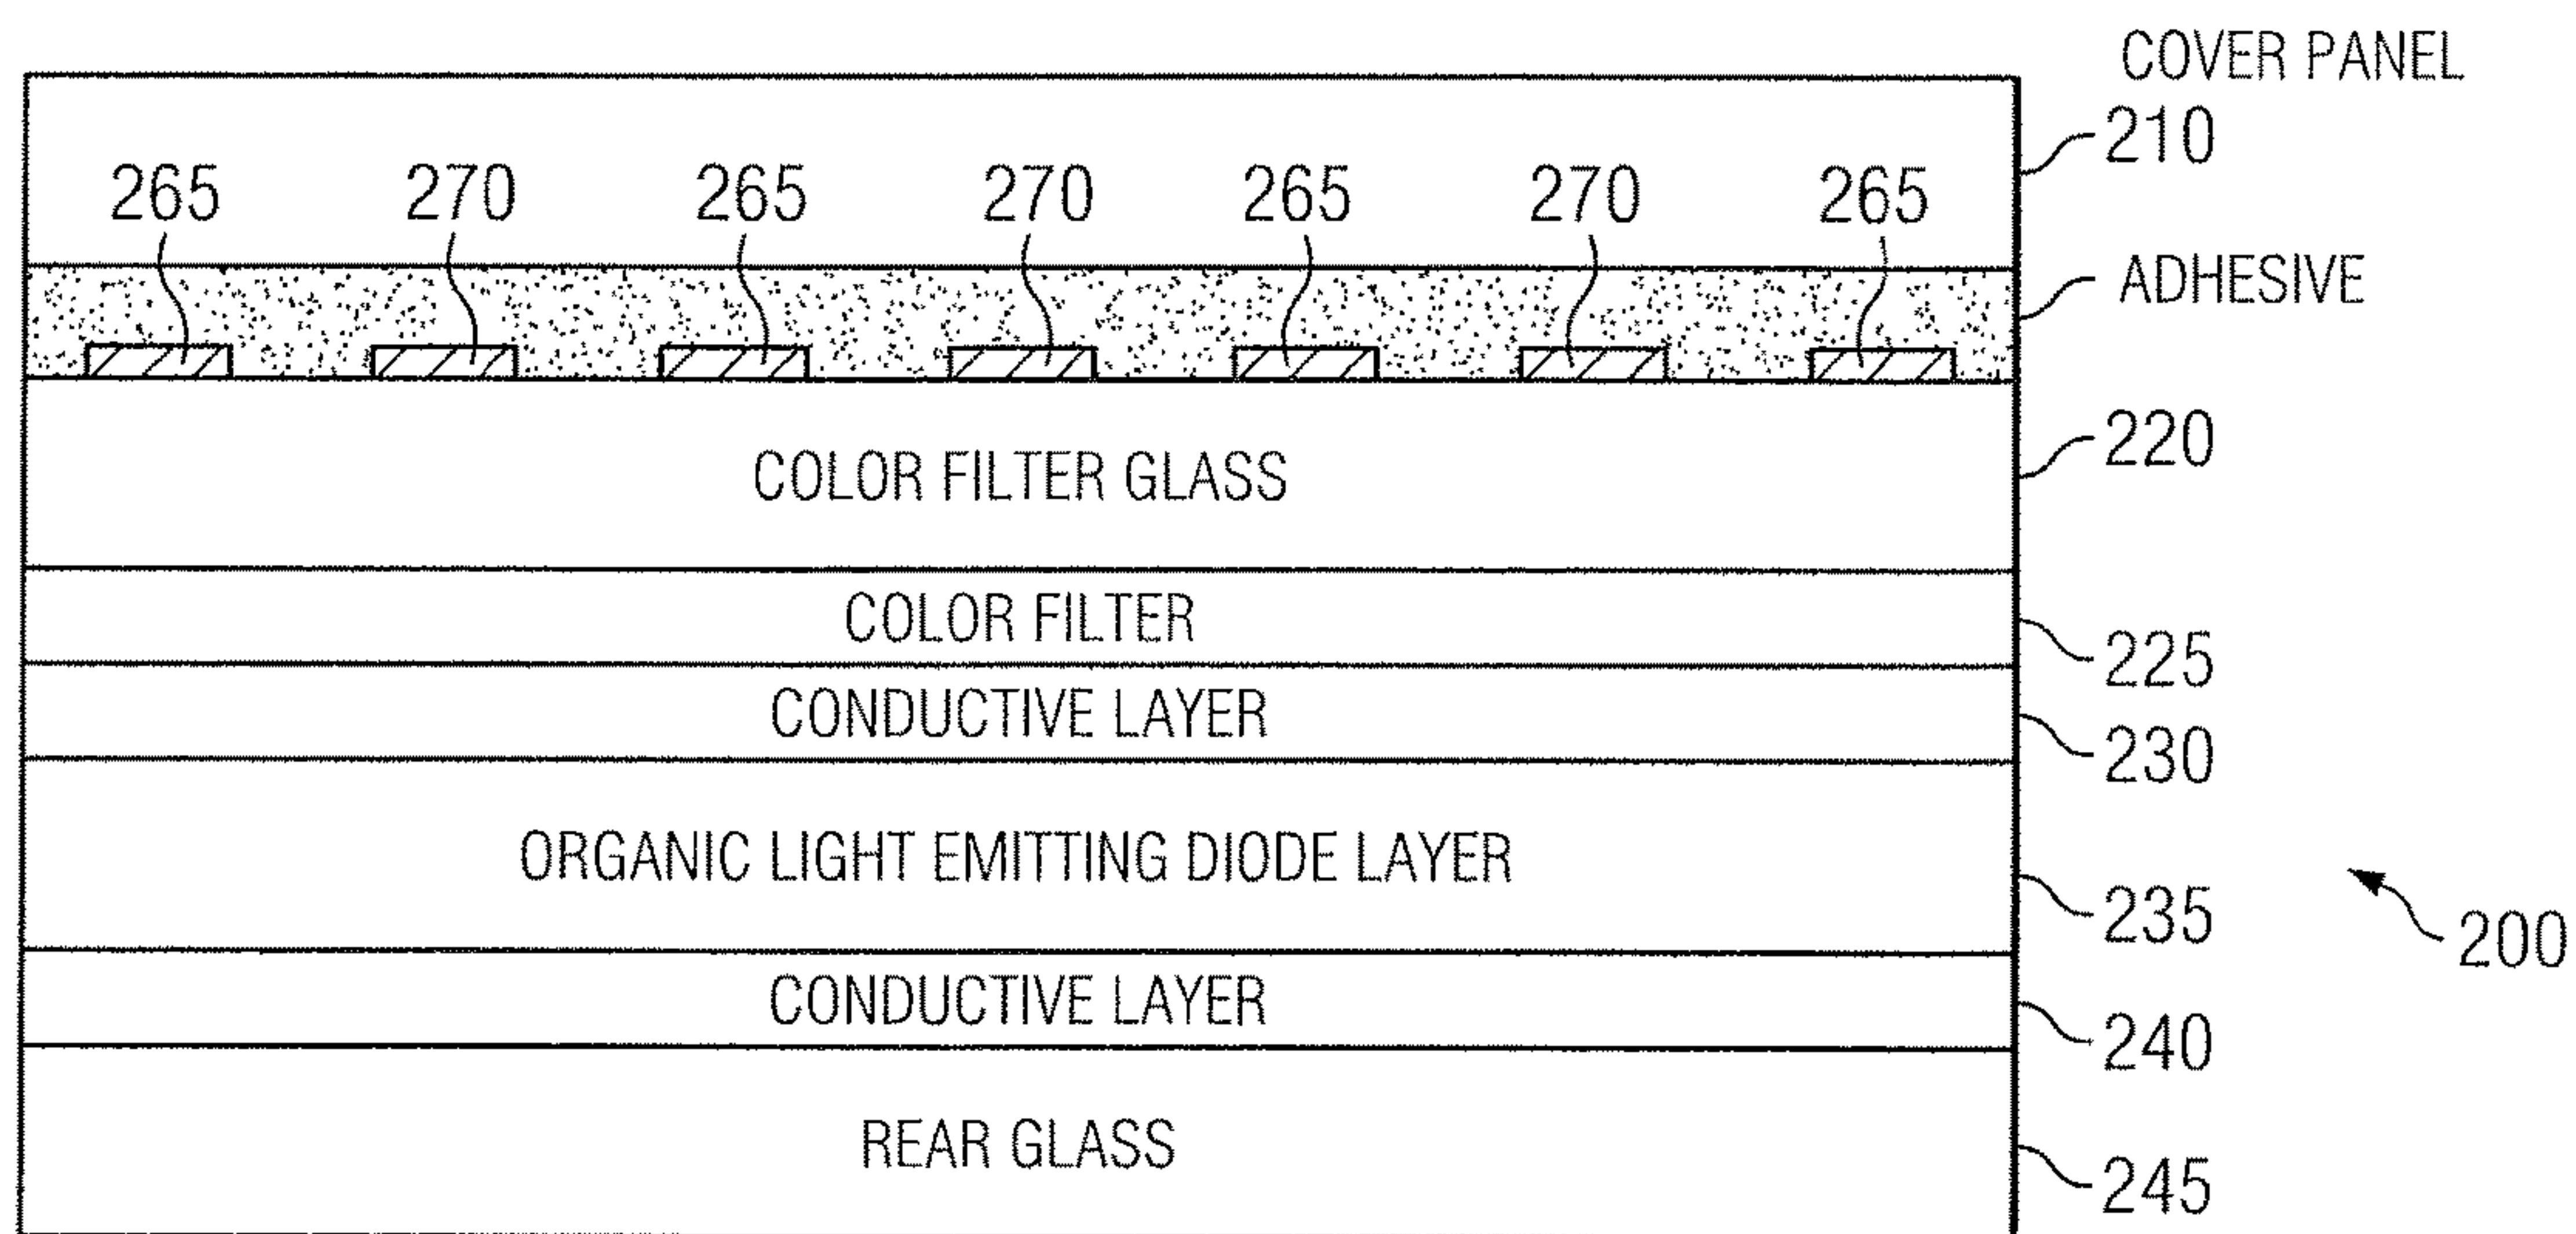 COVER PANEL
210
265 270 265 270 265 270 265
ADHESIVE
220
COLOR FILTER GLASS
COLOR FILTER
225
CONDUCTIVE LAYER
230
ORGANIC LIGHT EMITTING DIODE LAYER
235
200
CONDUCTIVE LAYER
240
REAR GLASS
245